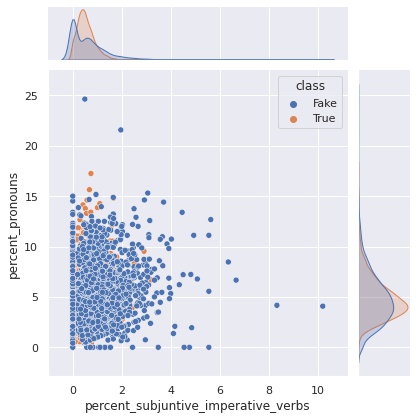 class
Fake
True
25
20
15
10
5
0
percent_pronouns
0 2 4 6 8 10
percent_subjuntive_imperative_verbs